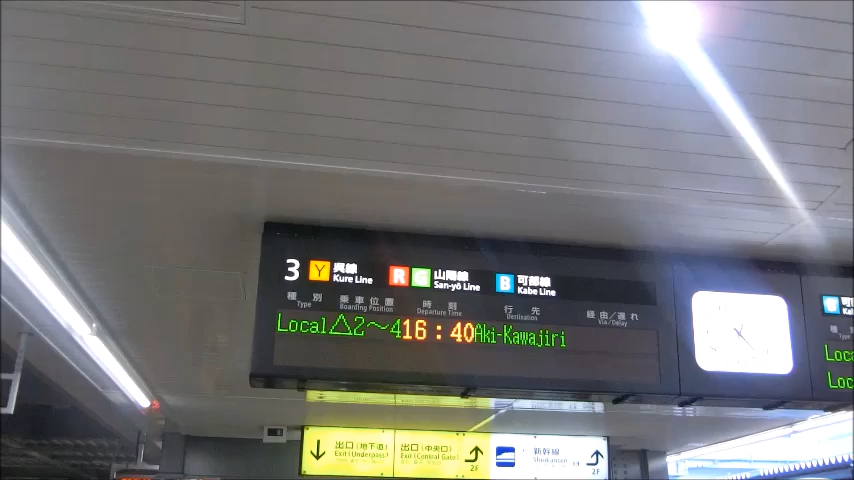 3 Y 呉線 R G 山陽線 B 可部線
Kure Line San-yō Line Kabe Line
種別 乗車位置 時刻 行先 経由/遅れ
Type Boarding Position Departure Time Destination Via/Delay
Local △2～4 16:40 Aki-Kawajiri
Loc
Loc
出口(地下道) 出口(中央口) 新幹線
Exit (Underpass) Exit (Central Gate) 2F Shinkansen 2F